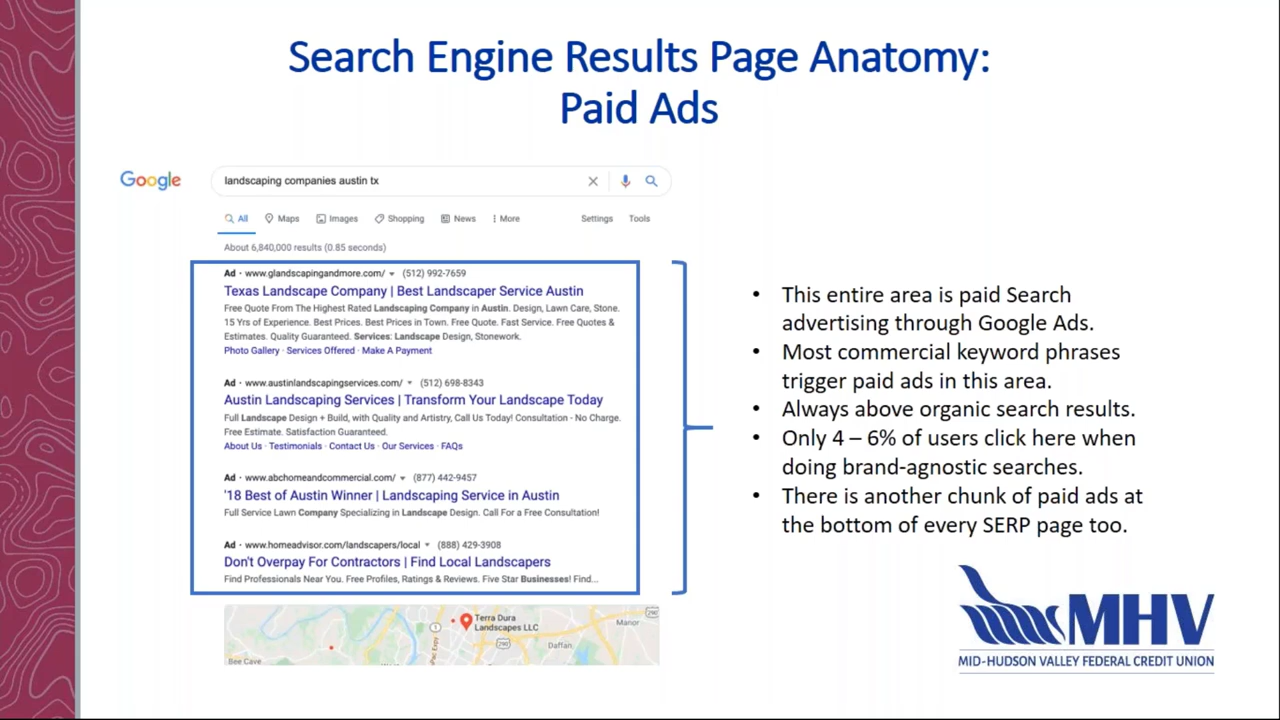 Search Engine Results Page Anatomy:
Paid Ads
Google
landscaping companies austin tx
All Maps Images Shopping News More Settings Tools
About 6,840,000 results (0.85 seconds)
Ad · www.glandscapingandmore.com/ (512) 992-7659
Texas Landscape Company | Best Landscaper Service Austin
Free Quote From The Highest Rated Landscaping Company in Austin. Design, Lawn Care, Stone.
15 Yrs of Experience. Best Prices. Best Prices in Town. Free Quote. Fast Service. Free Quotes &
Estimates. Quality Guaranteed. Services: Landscape Design, Stonework.
Photo Gallery · Services Offered · Make A Payment
Ad · www.austinlandscapingservices.com/ (512) 698-8343
Austin Landscaping Services | Transform Your Landscape Today
Full Landscape Design + Build, with Quality and Artistry, Call Us Today! Consultation - No Charge.
Free Estimate. Satisfaction Guaranteed.
About Us · Testimonials · Contact Us · Our Services · FAQs
Ad · www.abchomeandcommercial.com/ (877) 442-9457
'18 Best of Austin Winner | Landscaping Service in Austin
Full Service Lawn Company Specializing in Landscape Design. Call For a Free Consultation!
Ad · www.homeadvisor.com/landscapers/local (888) 429-3908
Don't Overpay For Contractors | Find Local Landscapers
Find Professionals Near You. Free Profiles, Ratings & Reviews. Five Star Businesses! Find...
Terra Dura
Landscapes LLC
Manor
290
1
290
Daffan
Bee Cave
• This entire area is paid Search
advertising through Google Ads.
• Most commercial keyword phrases
trigger paid ads in this area.
• Always above organic search results.
• Only 4 – 6% of users click here when
doing brand-agnostic searches.
• There is another chunk of paid ads at
the bottom of every SERP page too.
MHV
MID-HUDSON VALLEY FEDERAL CREDIT UNION